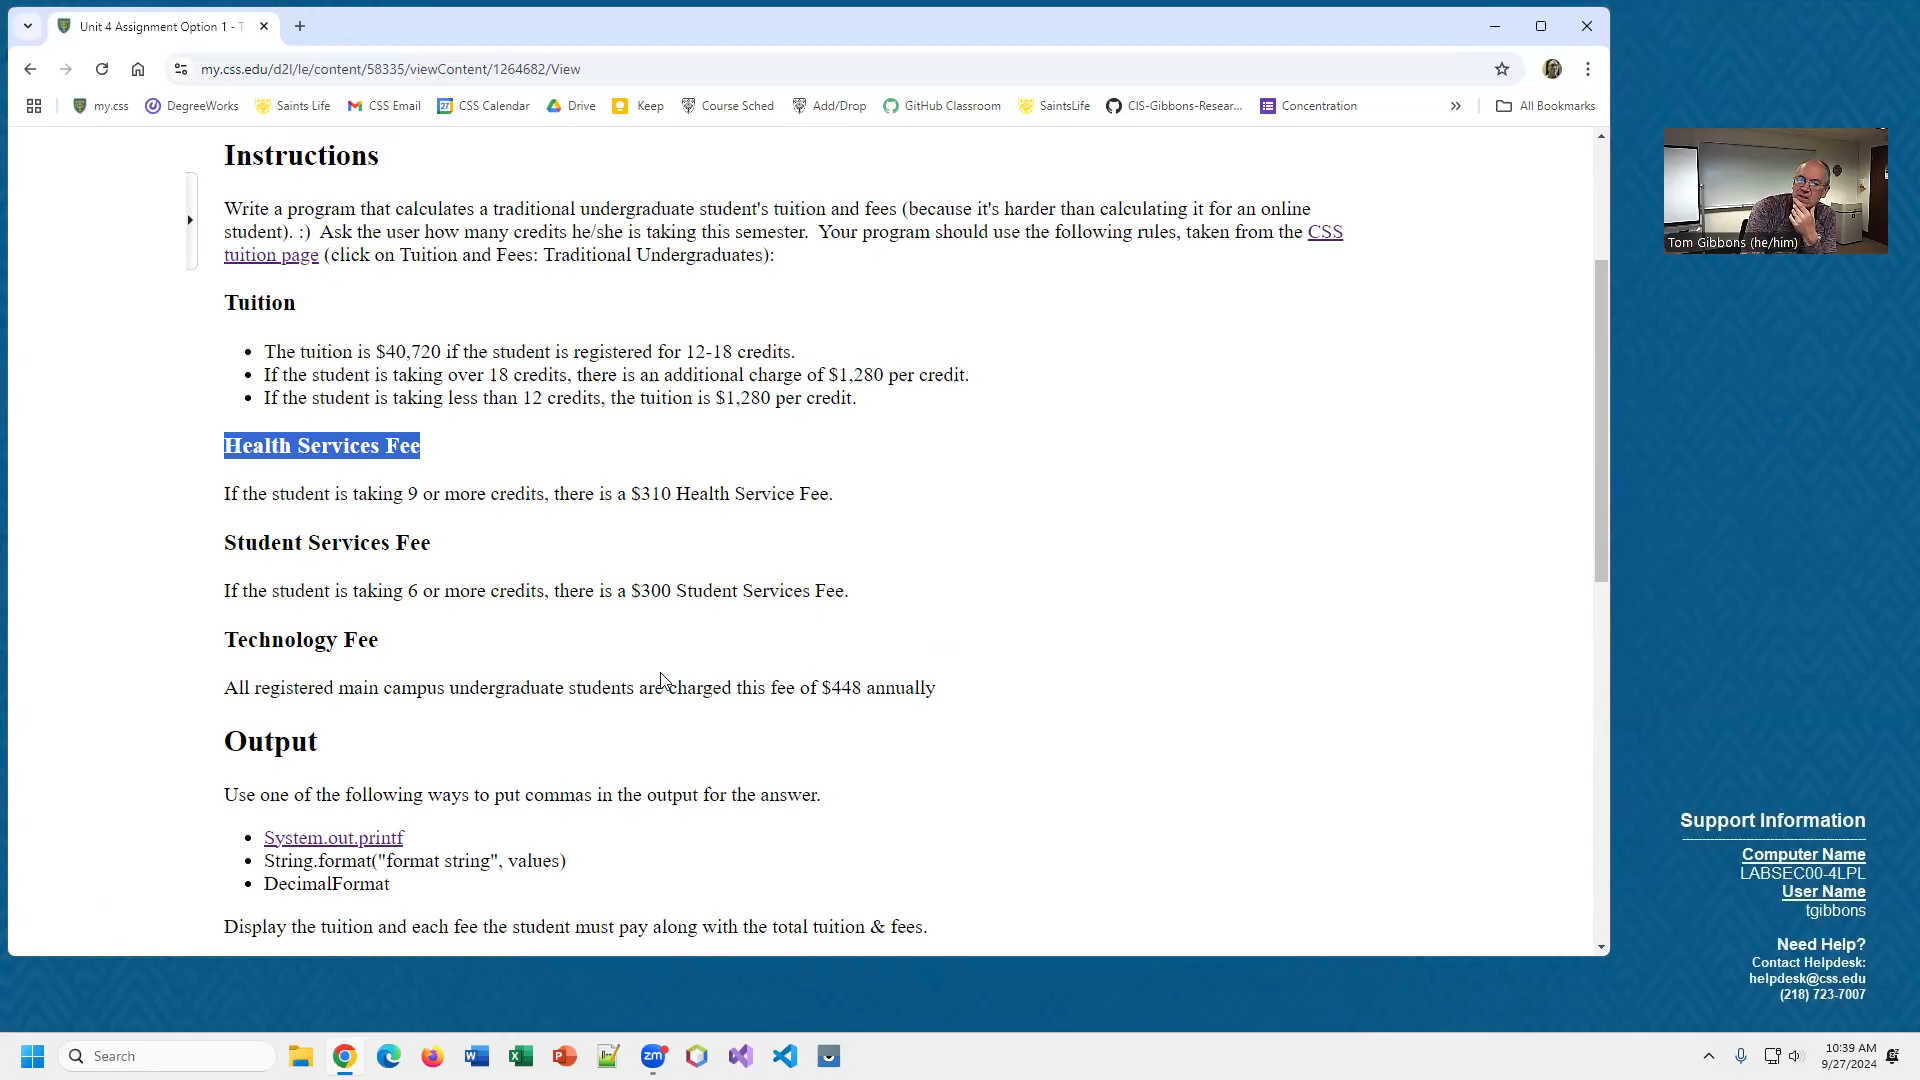 Unit 4 Assignment Option 1 - T
my.css.edu/d2l/le/content/58335/viewContent/1264682/View
my.css DegreeWorks Saints Life CSS Email CSS Calendar Drive Keep Course Sched Add/Drop GitHub Classroom SaintsLife CIS-Gibbons-Resear... Concentration » All Bookmarks
Instructions
Write a program that calculates a traditional undergraduate student's tuition and fees (because it's harder than calculating it for an online
student). :) Ask the user how many credits he/she is taking this semester. Your program should use the following rules, taken from the CSS
tuition page (click on Tuition and Fees: Traditional Undergraduates):
Tuition
• The tuition is $40,720 if the student is registered for 12-18 credits.
• If the student is taking over 18 credits, there is an additional charge of $1,280 per credit.
• If the student is taking less than 12 credits, the tuition is $1,280 per credit.
Health Services Fee
If the student is taking 9 or more credits, there is a $310 Health Service Fee.
Student Services Fee
If the student is taking 6 or more credits, there is a $300 Student Services Fee.
Technology Fee
All registered main campus undergraduate students are charged this fee of $448 annually
Output
Use one of the following ways to put commas in the output for the answer.
• System.out.printf
• String.format("format string", values)
• DecimalFormat
Display the tuition and each fee the student must pay along with the total tuition & fees.
Tom Gibbons (he/him)
Support Information
Computer Name
LABSEC00-4LPL
User Name
tgibbons
Need Help?
Contact Helpdesk:
helpdesk@css.edu
(218) 723-7007
Search
10:39 AM
9/27/2024